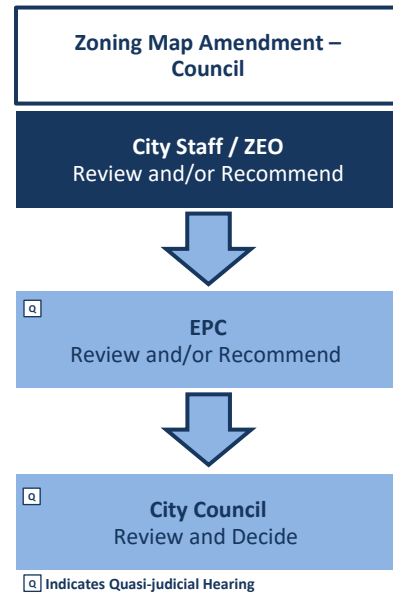 Zoning Map Amendment –
Council
City Staff / ZEO
Review and/or Recommend
Q
EPC
Review and/or Recommend
Q
City Council
Review and Decide
Q Indicates Quasi-judicial Hearing